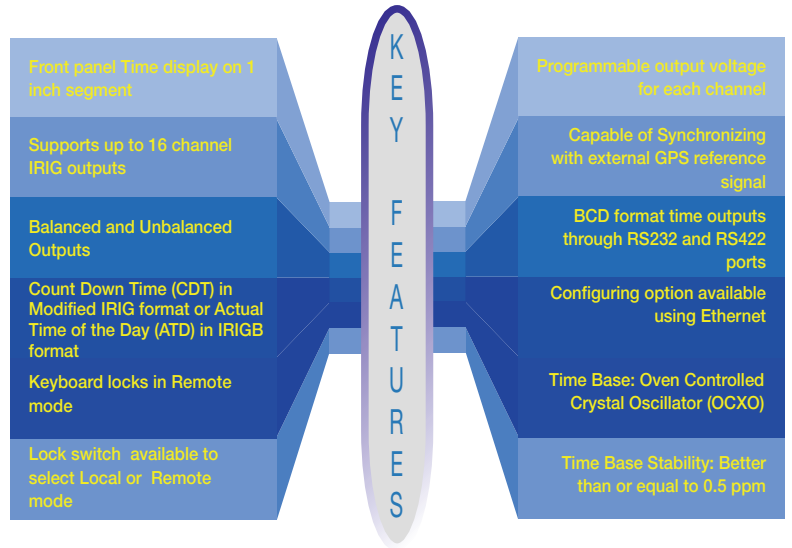 KEY FEATURES
Front panel Time display on 1
inch segment
Supports up to 16 channel
IRIG outputs
Balanced and Unbalanced
Outputs
Count Down Time (CDT) in
Modified IRIG format or Actual
Time of the Day (ATD) in IRIGB
format
Keyboard locks in Remote
mode
Lock switch available to
select Local or Remote
mode
Programmable output voltage
for each channel
Capable of Synchronizing
with external GPS reference
signal
BCD format time outputs
through RS232 and RS422
ports
Configuring option available
using Ethernet
Time Base: Oven Controlled
Crystal Oscillator (OCXO)
Time Base Stability: Better
than or equal to 0.5 ppm